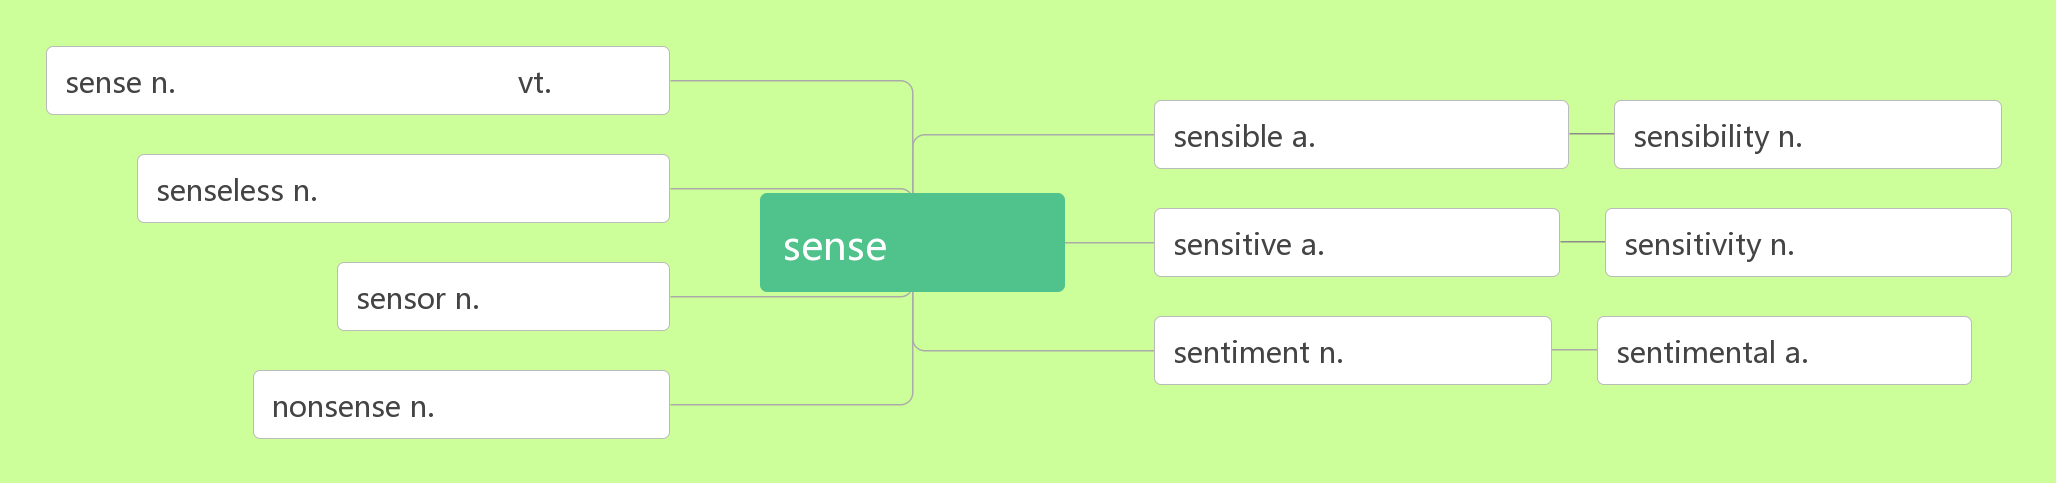 sense n. vt.
senseless n.
sensor n.
nonsense n.
sense
sensible a.
sensibility n.
sensitive a.
sensitivity n.
sentiment n.
sentimental a.